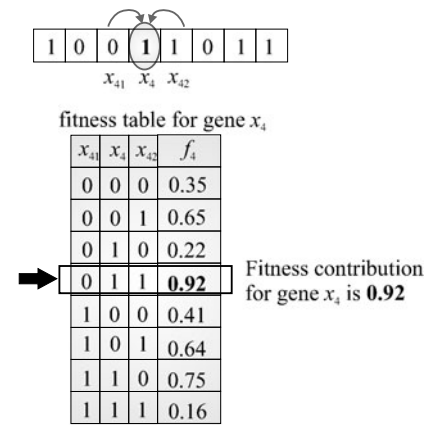 1 0 0 1 1 0 1 1
x₄₁ x₄ x₄₂
fitness table for gene x₄
x₄₁ x₄ x₄₂ f₄
0 0 0 0.35
0 0 1 0.65
0 1 0 0.22
0 1 1 0.92
Fitness contribution
for gene x₄ is 0.92
1 0 0 0.41
1 0 1 0.64
1 1 0 0.75
1 1 1 0.16